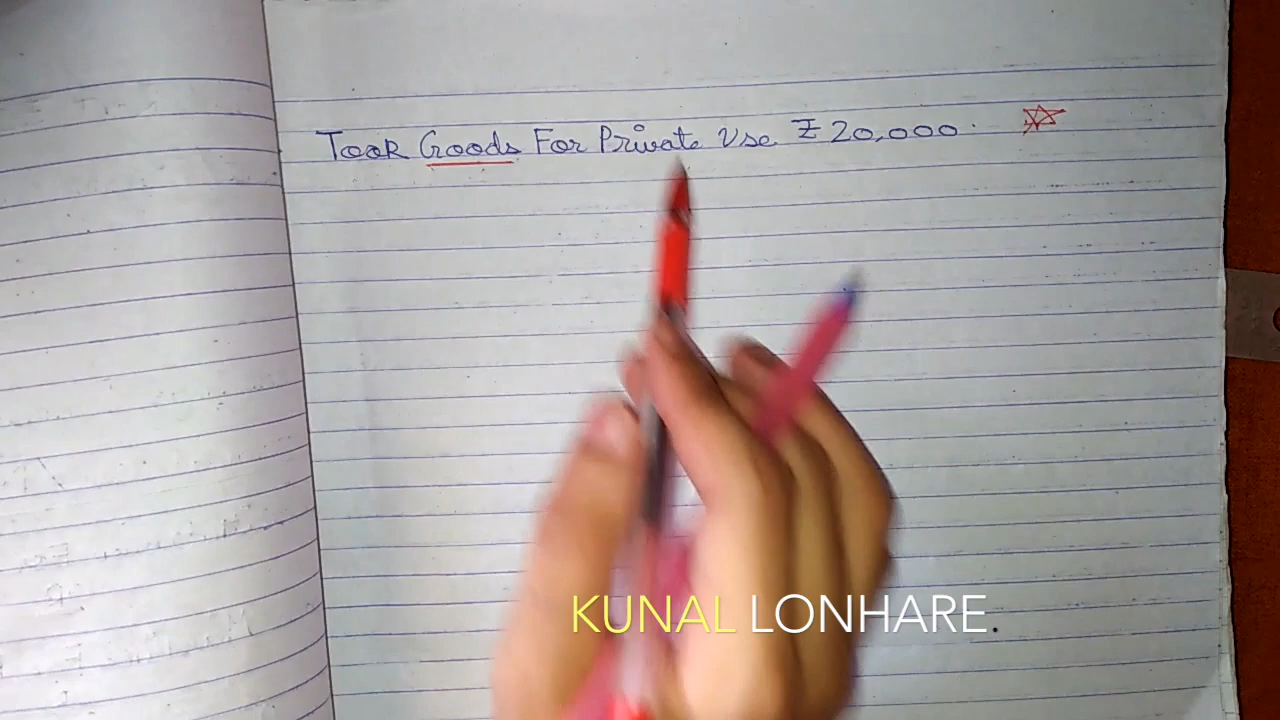 Took Goods For Private Use ₹ 20,000.
KUNAL LONHARE.